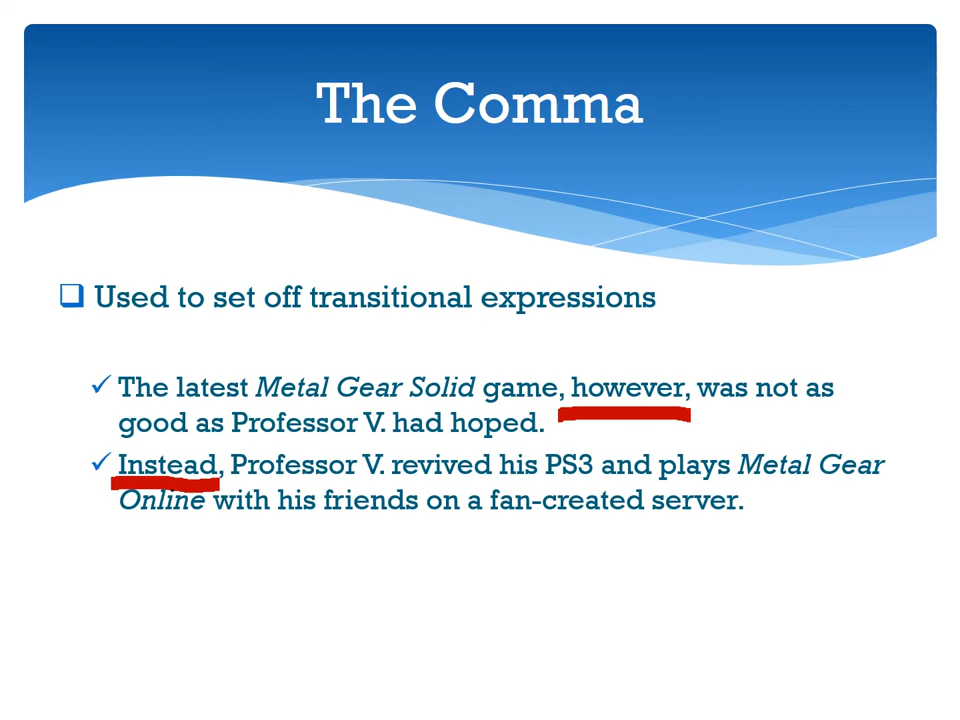 The Comma
Used to set off transitional expressions
The latest Metal Gear Solid game, however, was not as
good as Professor V. had hoped.
Instead, Professor V. revived his PS3 and plays Metal Gear
Online with his friends on a fan-created server.